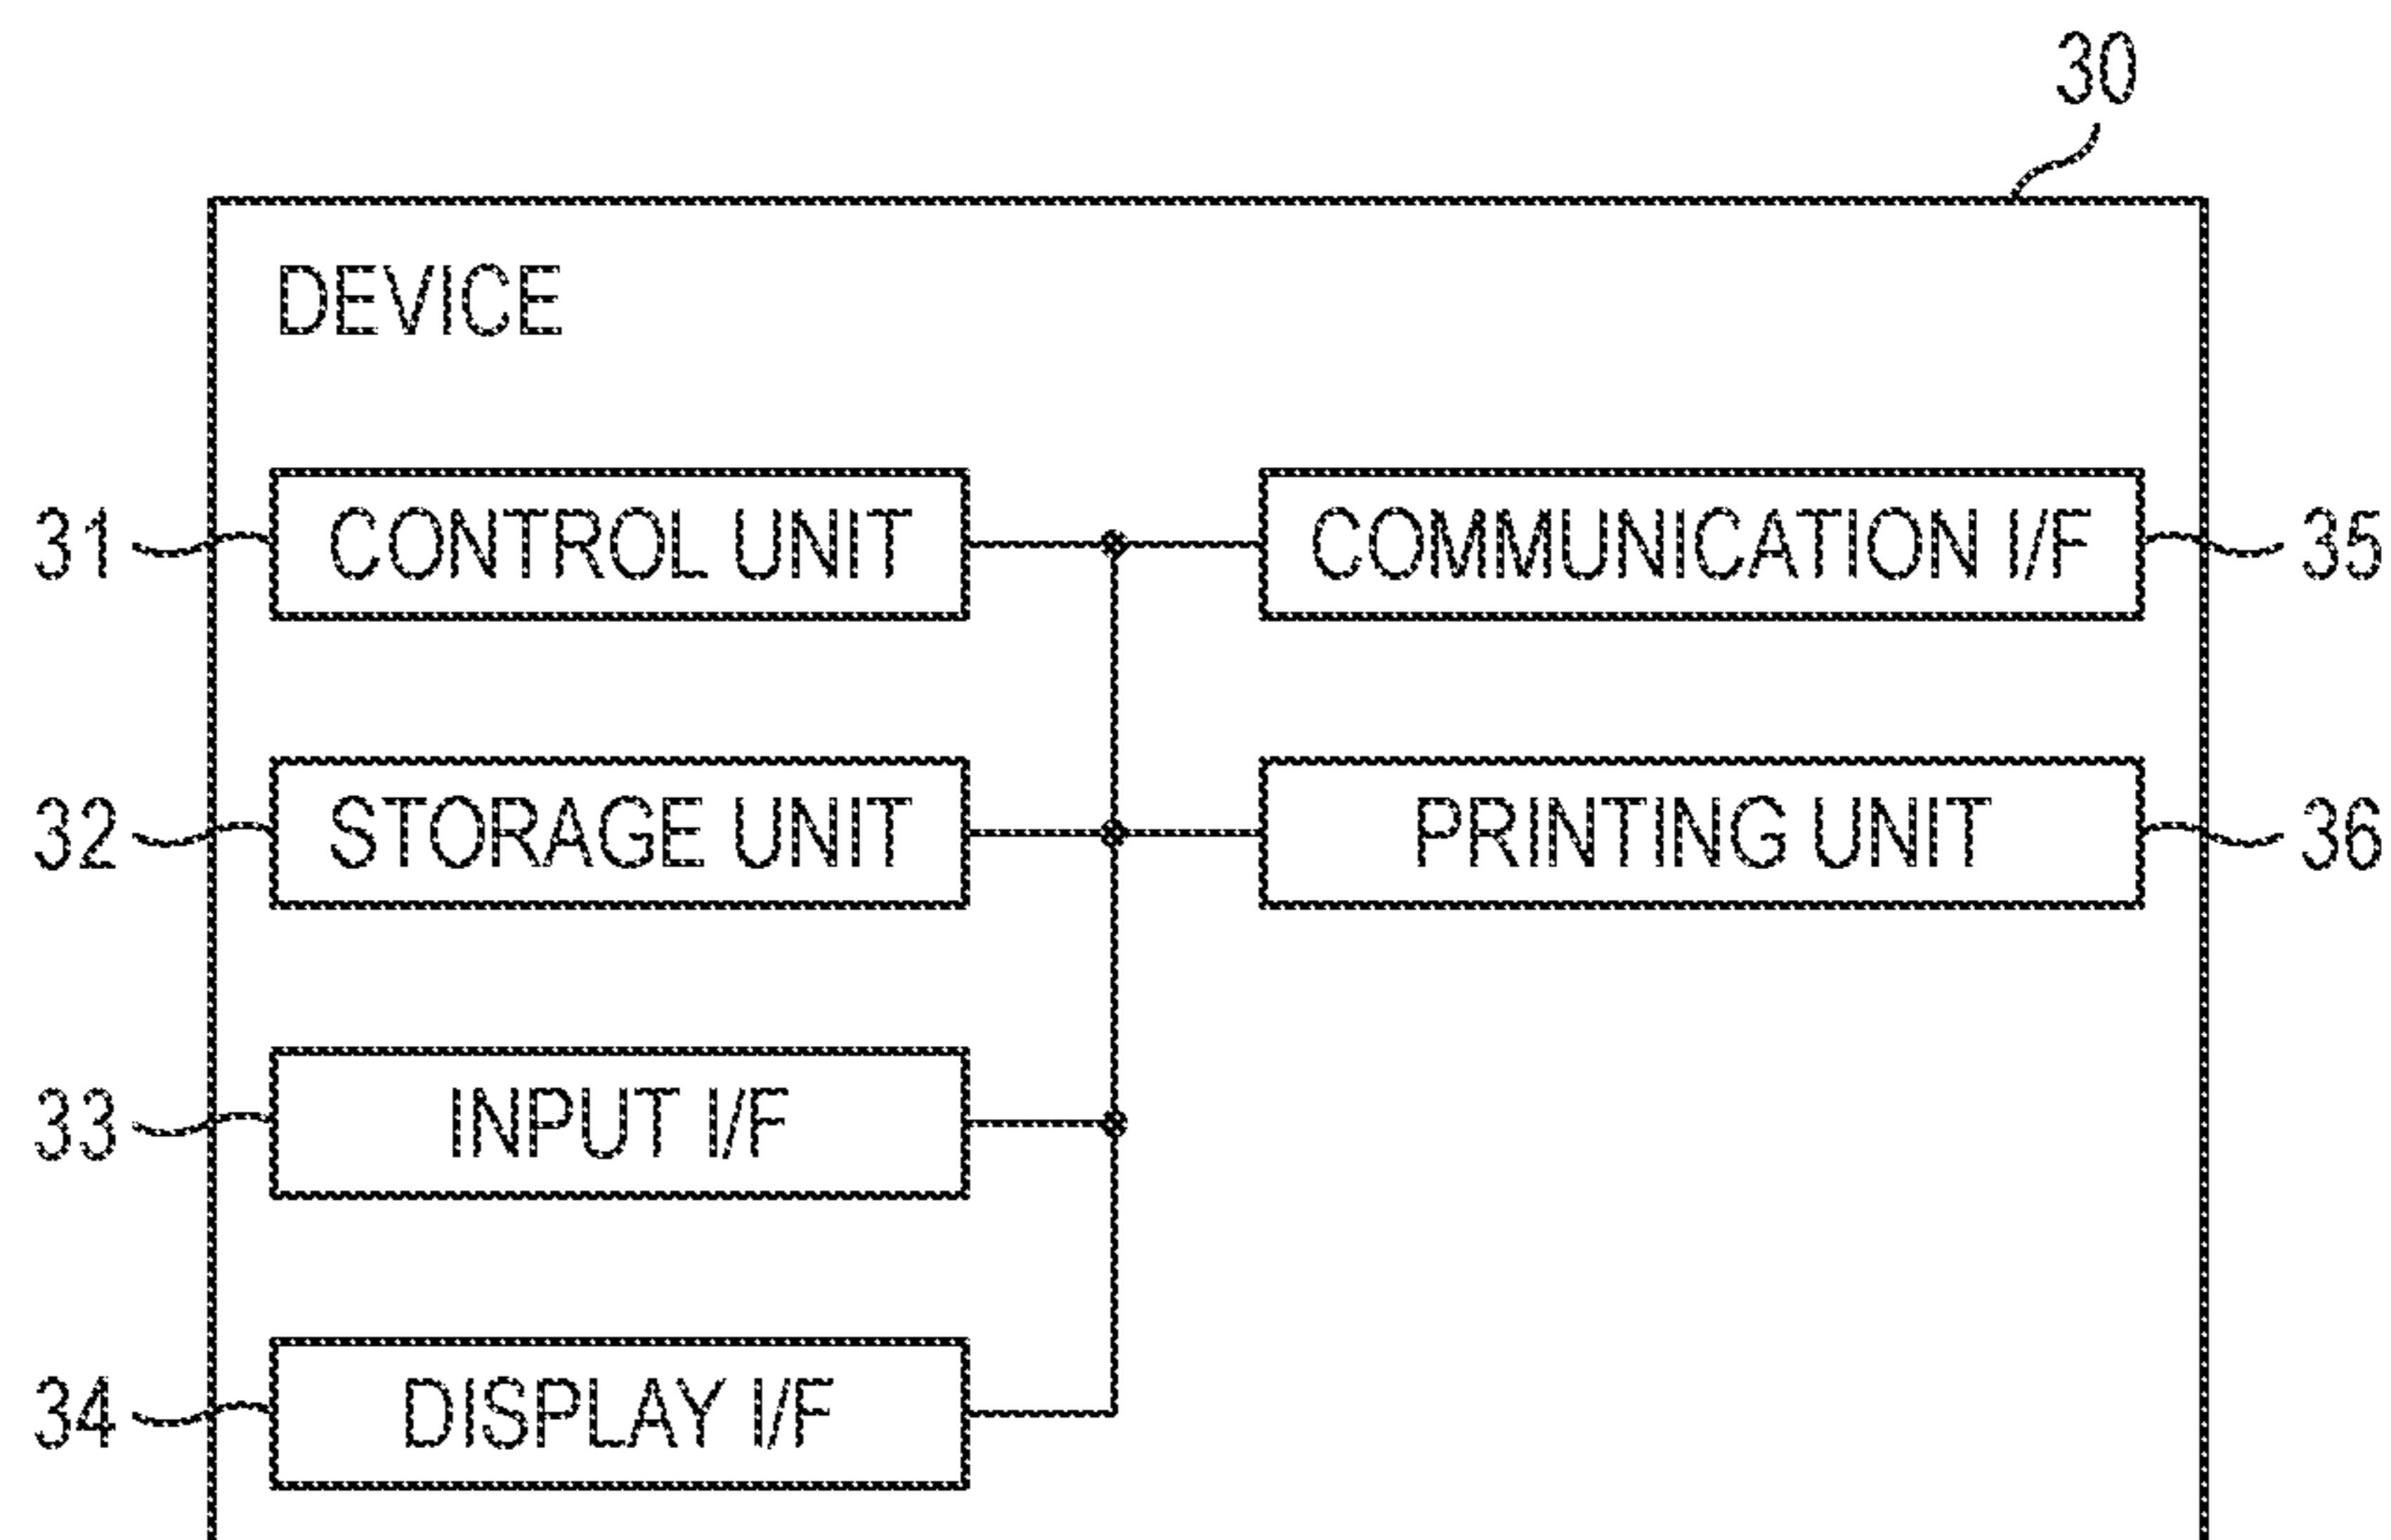 30
DEVICE
31 CONTROL UNIT COMMUNICATION I/F 35
32 STORAGE UNIT PRINTING UNIT 36
33 INPUT I/F
34 DISPLAY I/F